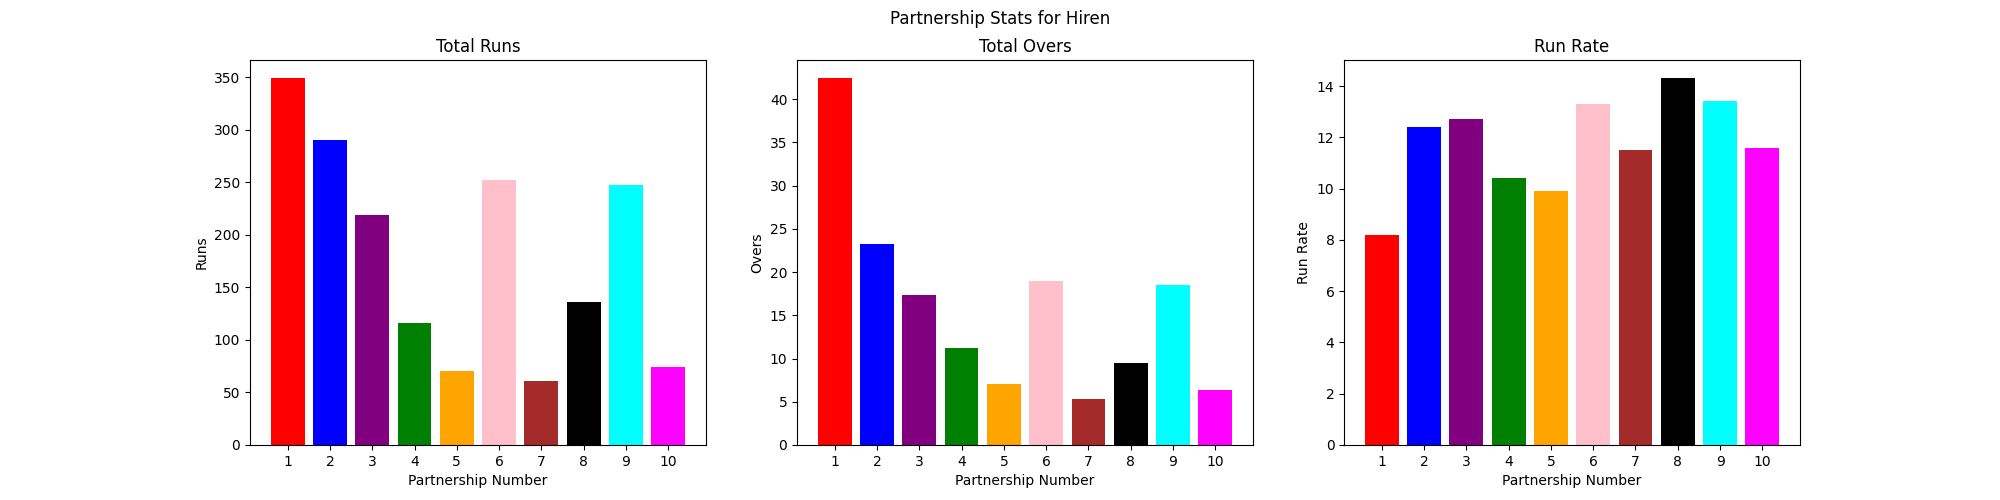 Partnership Stats for Hiren
Total Runs
Runs
350
300
250
200
150
100
50
0
1 2 3 4 5 6 7 8 9 10
Partnership Number
Total Overs
Overs
40
35
30
25
20
15
10
5
0
1 2 3 4 5 6 7 8 9 10
Partnership Number
Run Rate
Run Rate
14
12
10
8
6
4
2
0
1 2 3 4 5 6 7 8 9 10
Partnership Number